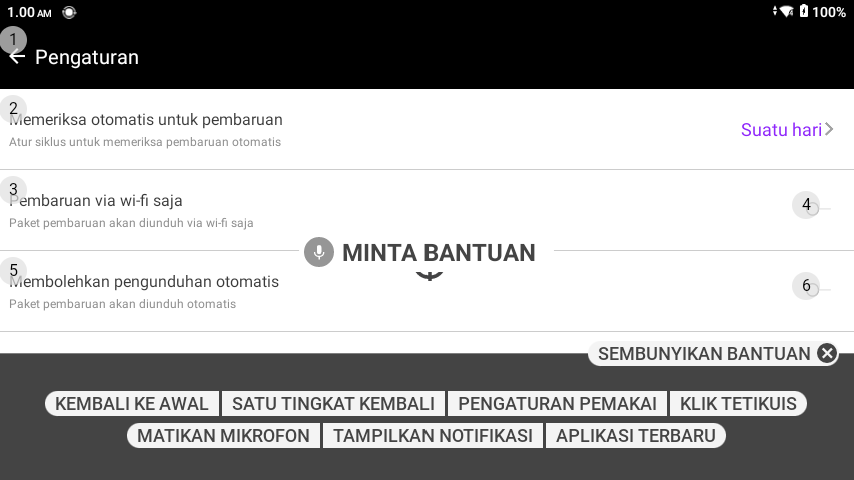 1.00 AM
100%
1
Pengaturan
2
Memeriksa otomatis untuk pembaruan
Atur siklus untuk memeriksa pembaruan otomatis
Suatu hari
3
Pembaruan via wi-fi saja
Paket pembaruan akan diunduh via wi-fi saja
4
MINTA BANTUAN
5
Membolehkan pengunduhan otomatis
Paket pembaruan akan diunduh otomatis
6
SEMBUNYIKAN BANTUAN
KEMBALI KE AWAL
SATU TINGKAT KEMBALI
PENGATURAN PEMAKAI
KLIK TETIKUIS
MATIKAN MIKROFON
TAMPILKAN NOTIFIKASI
APLIKASI TERBARU